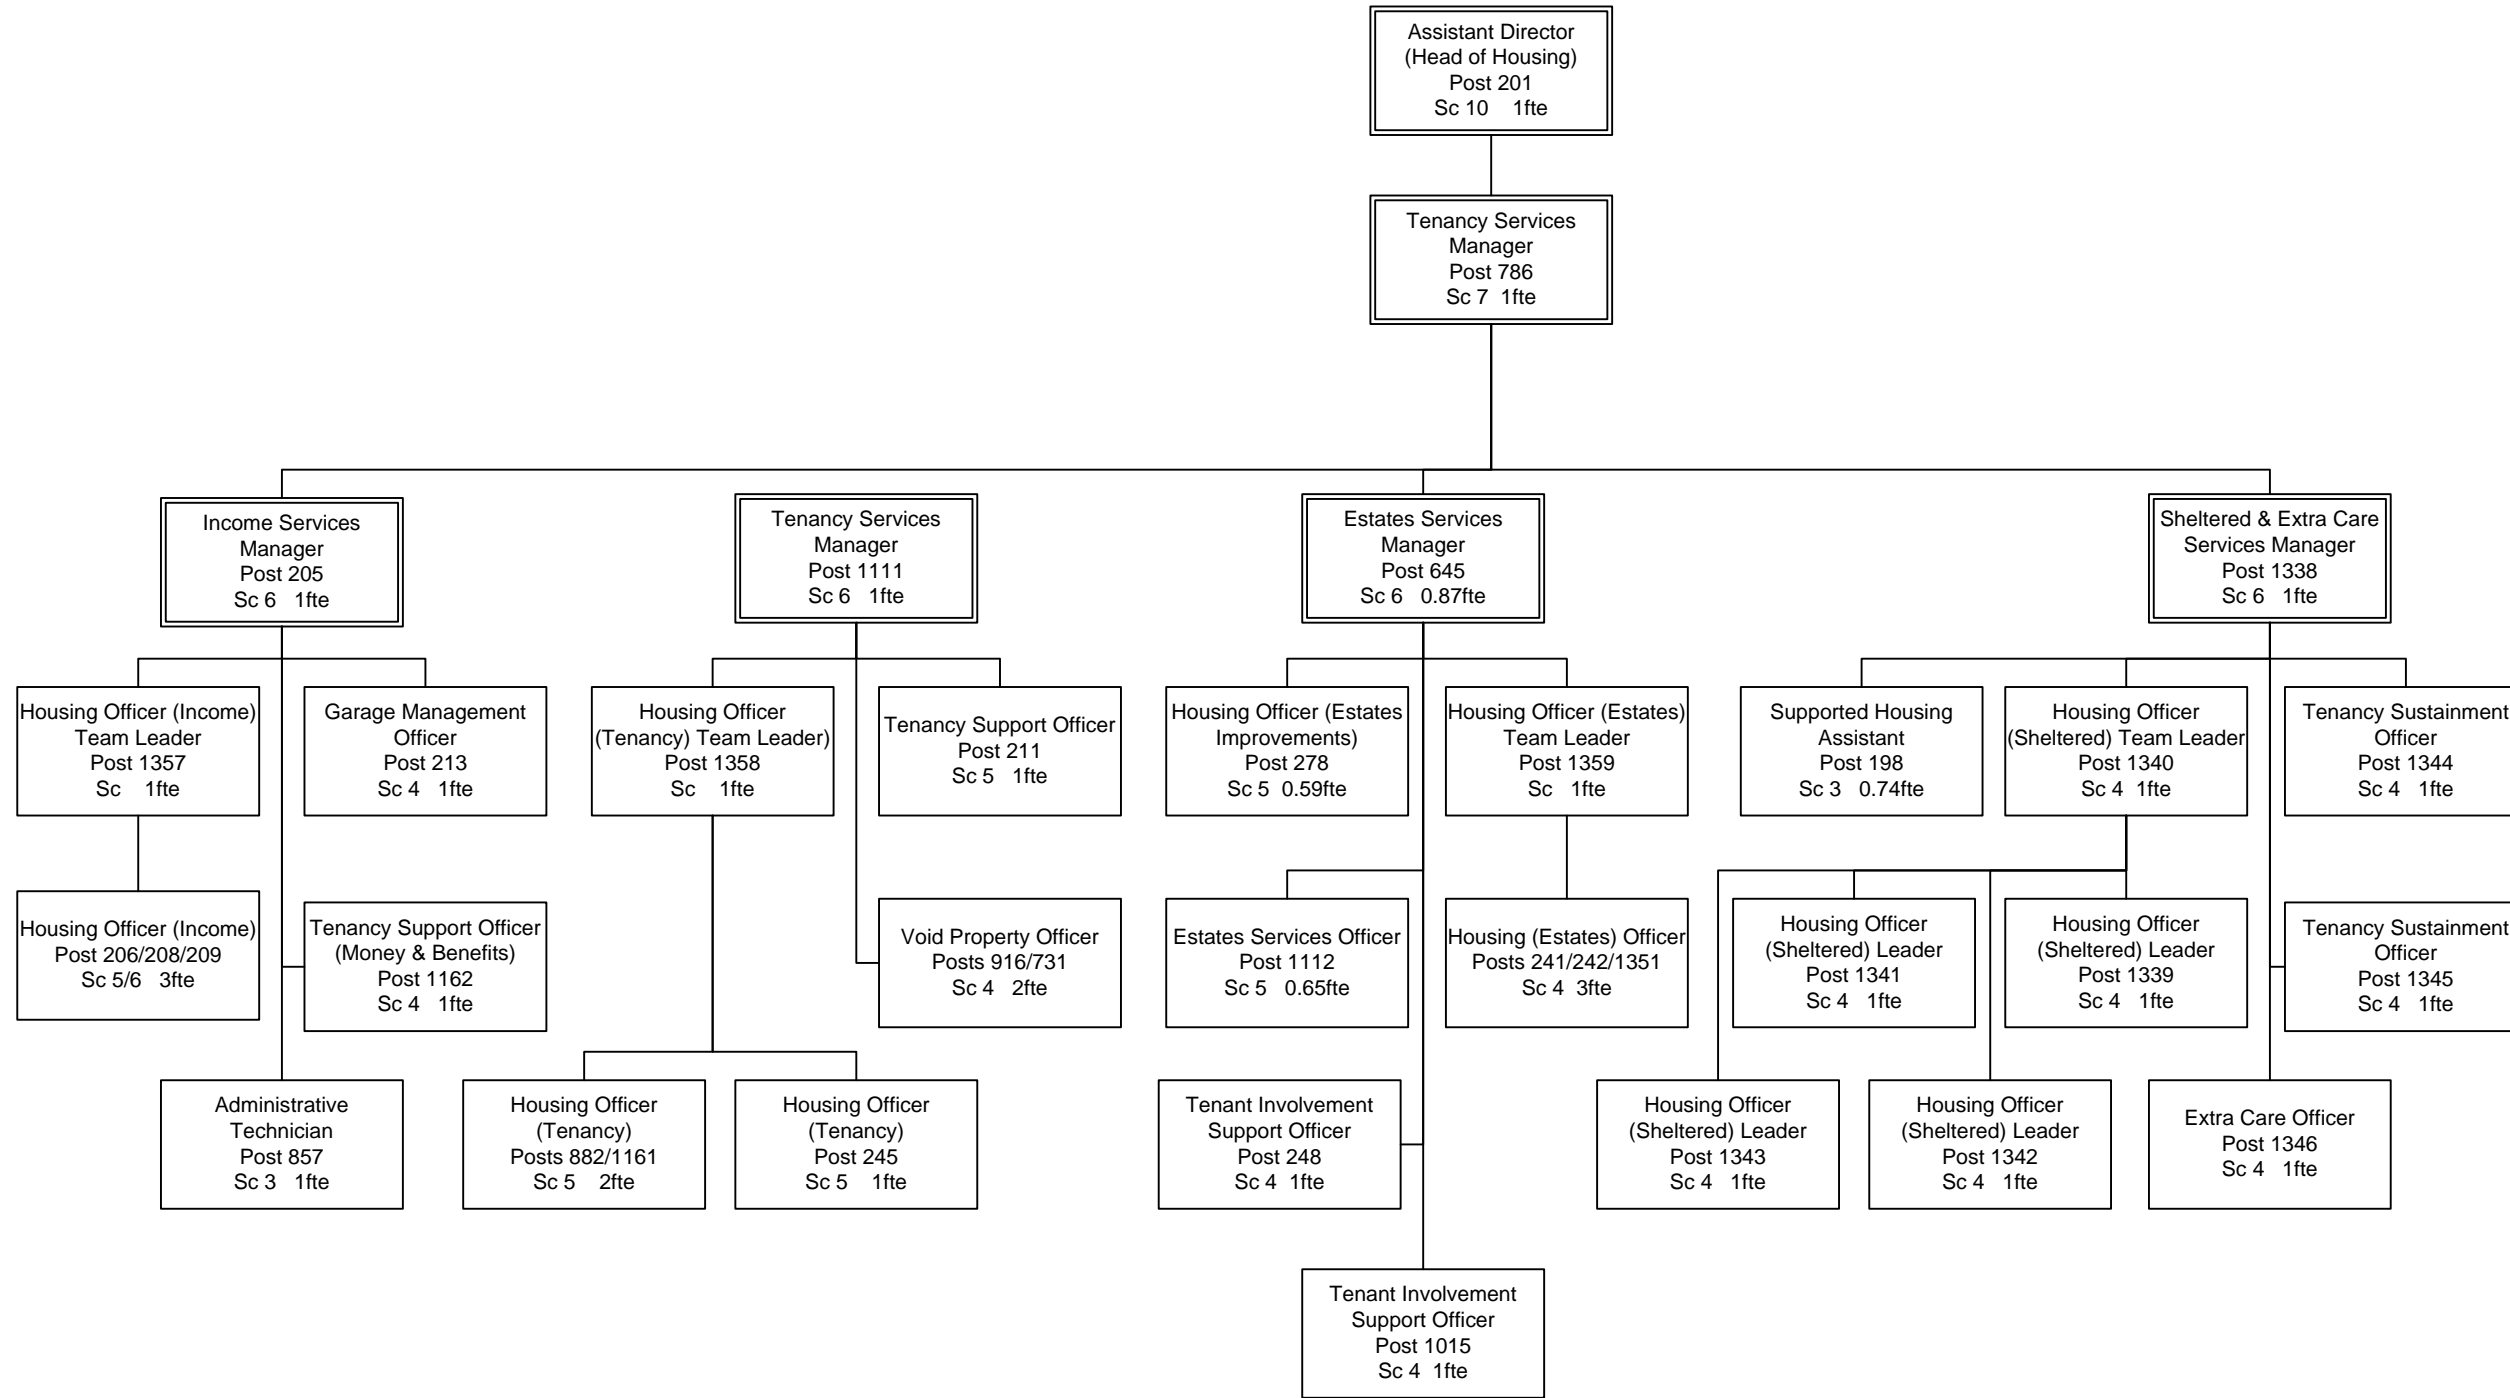 Assistant Director
(Head of Housing)
Post 201
Sc 10 1fte
Tenancy Services
Manager
Post 786
Sc 7 1fte
Income Services
Manager
Post 205
Sc 6 1fte
Tenancy Services
Manager
Post 1111
Sc 6 1fte
Estates Services
Manager
Post 645
Sc 6 0.87fte
Sheltered & Extra Care
Services Manager
Post 1338
Sc 6 1fte
Housing Officer (Income)
Team Leader
Post 1357
Sc 1fte
Garage Management
Officer
Post 213
Sc 4 1fte
Housing Officer
(Tenancy) Team Leader)
Post 1358
Sc 1fte
Tenancy Support Officer
Post 211
Sc 5 1fte
Housing Officer (Estates
Improvements)
Post 278
Sc 5 0.59fte
Housing Officer (Estates)
Team Leader
Post 1359
Sc 1fte
Supported Housing
Assistant
Post 198
Sc 3 0.74fte
Housing Officer
(Sheltered) Team Leader
Post 1340
Sc 4 1fte
Tenancy Sustainment
Officer
Post 1344
Sc 4 1fte
Housing Officer (Income)
Post 206/208/209
Sc 5/6 3fte
Tenancy Support Officer
(Money & Benefits)
Post 1162
Sc 4 1fte
Void Property Officer
Posts 916/731
Sc 4 2fte
Estates Services Officer
Post 1112
Sc 5 0.65fte
Housing (Estates) Officer
Posts 241/242/1351
Sc 4 3fte
Housing Officer
(Sheltered) Leader
Post 1341
Sc 4 1fte
Housing Officer
(Sheltered) Leader
Post 1339
Sc 4 1fte
Tenancy Sustainment
Officer
Post 1345
Sc 4 1fte
Administrative
Technician
Post 857
Sc 3 1fte
Housing Officer
(Tenancy)
Posts 882/1161
Sc 5 2fte
Housing Officer
(Tenancy)
Post 245
Sc 5 1fte
Tenant Involvement
Support Officer
Post 248
Sc 4 1fte
Housing Officer
(Sheltered) Leader
Post 1343
Sc 4 1fte
Housing Officer
(Sheltered) Leader
Post 1342
Sc 4 1fte
Extra Care Officer
Post 1346
Sc 4 1fte
Tenant Involvement
Support Officer
Post 1015
Sc 4 1fte